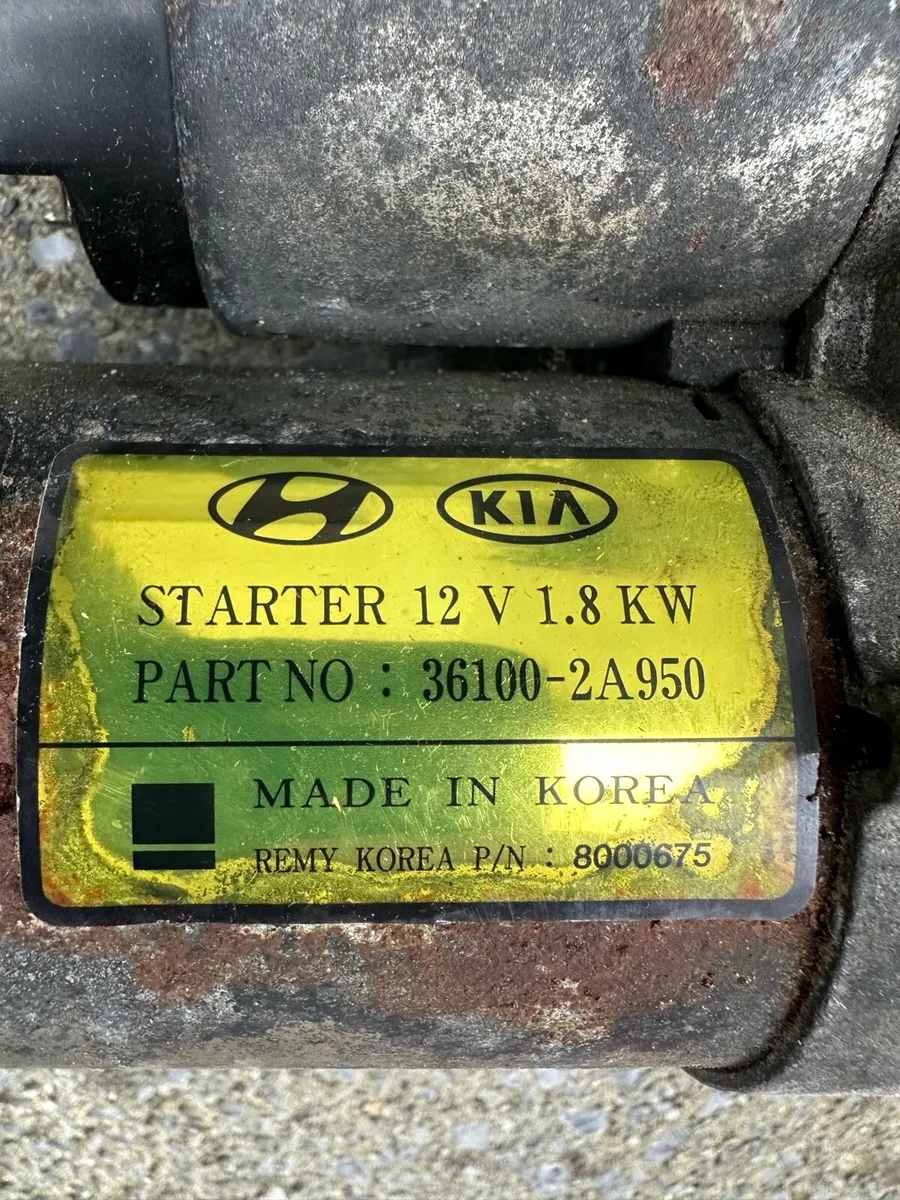 KIA
STARTER 12 V 1.8 KW
PART NO : 36100-2A950
MADE IN KOREA
REMY KOREA P/N : 8000675